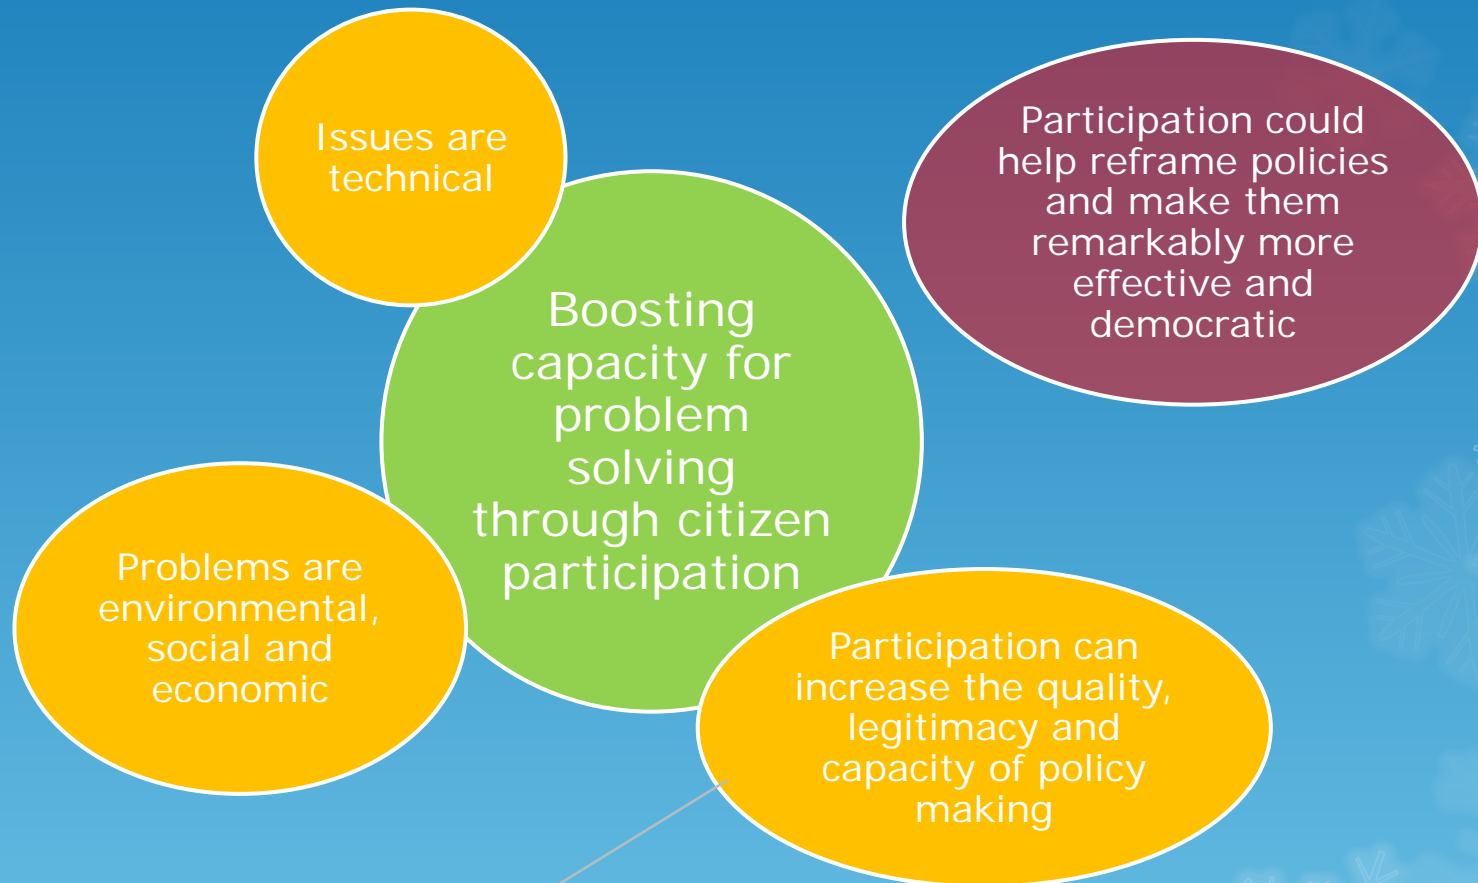 Issues are
technical
Participation could
help reframe policies
and make them
remarkably more
effective and
democratic
Boosting
capacity for
problem
solving
through citizen
participation
Problems are
environmental,
social and
economic
Participation can
increase the quality,
legitimacy and
capacity of policy
making